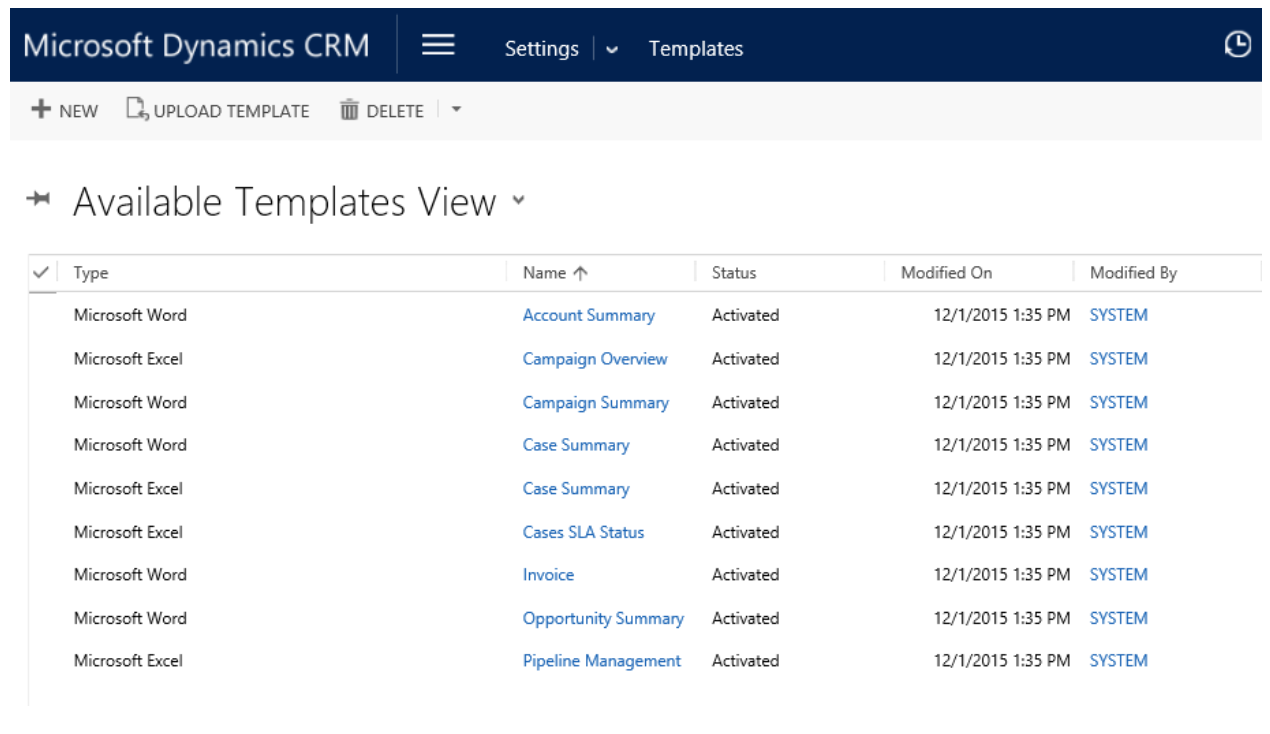 Microsoft Dynamics CRM Settings Templates
NEW UPLOAD TEMPLATE DELETE
Available Templates View
Type Name Status Modified On Modified By
Microsoft Word Account Summary Activated 12/1/2015 1:35 PM SYSTEM
Microsoft Excel Campaign Overview Activated 12/1/2015 1:35 PM SYSTEM
Microsoft Word Campaign Summary Activated 12/1/2015 1:35 PM SYSTEM
Microsoft Word Case Summary Activated 12/1/2015 1:35 PM SYSTEM
Microsoft Excel Case Summary Activated 12/1/2015 1:35 PM SYSTEM
Microsoft Excel Cases SLA Status Activated 12/1/2015 1:35 PM SYSTEM
Microsoft Word Invoice Activated 12/1/2015 1:35 PM SYSTEM
Microsoft Word Opportunity Summary Activated 12/1/2015 1:35 PM SYSTEM
Microsoft Excel Pipeline Management Activated 12/1/2015 1:35 PM SYSTEM